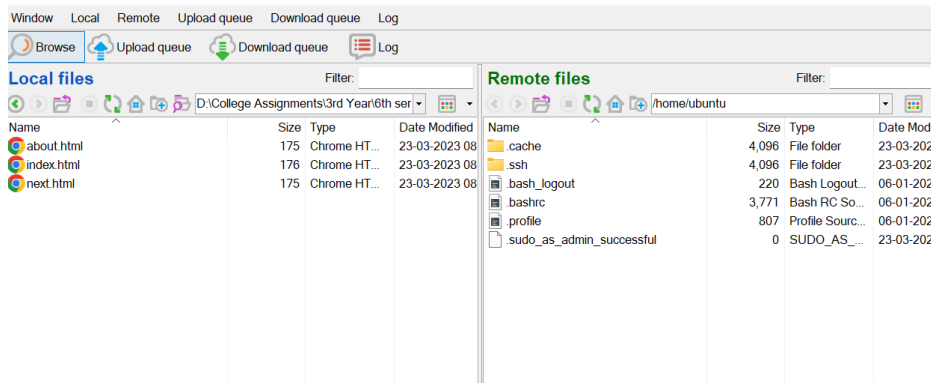 Window Local Remote Upload queue Download queue Log
Browse Upload queue Download queue Log
Local files Filter:
D:\College Assignments\3rd Year\6th ser
Name Size Type Date Modified
about.html 175 Chrome HT... 23-03-2023 08
index.html 176 Chrome HT... 23-03-2023 08
next.html 175 Chrome HT... 23-03-2023 08
Remote files Filter:
/home/ubuntu
Name Size Type Date Mod
.cache 4,096 File folder 23-03-202
.ssh 4,096 File folder 23-03-202
.bash_logout 220 Bash Logout... 06-01-202
.bashrc 3,771 Bash RC So... 06-01-202
.profile 807 Profile Sourc... 06-01-202
.sudo_as_admin_successful 0 SUDO_AS_... 23-03-202